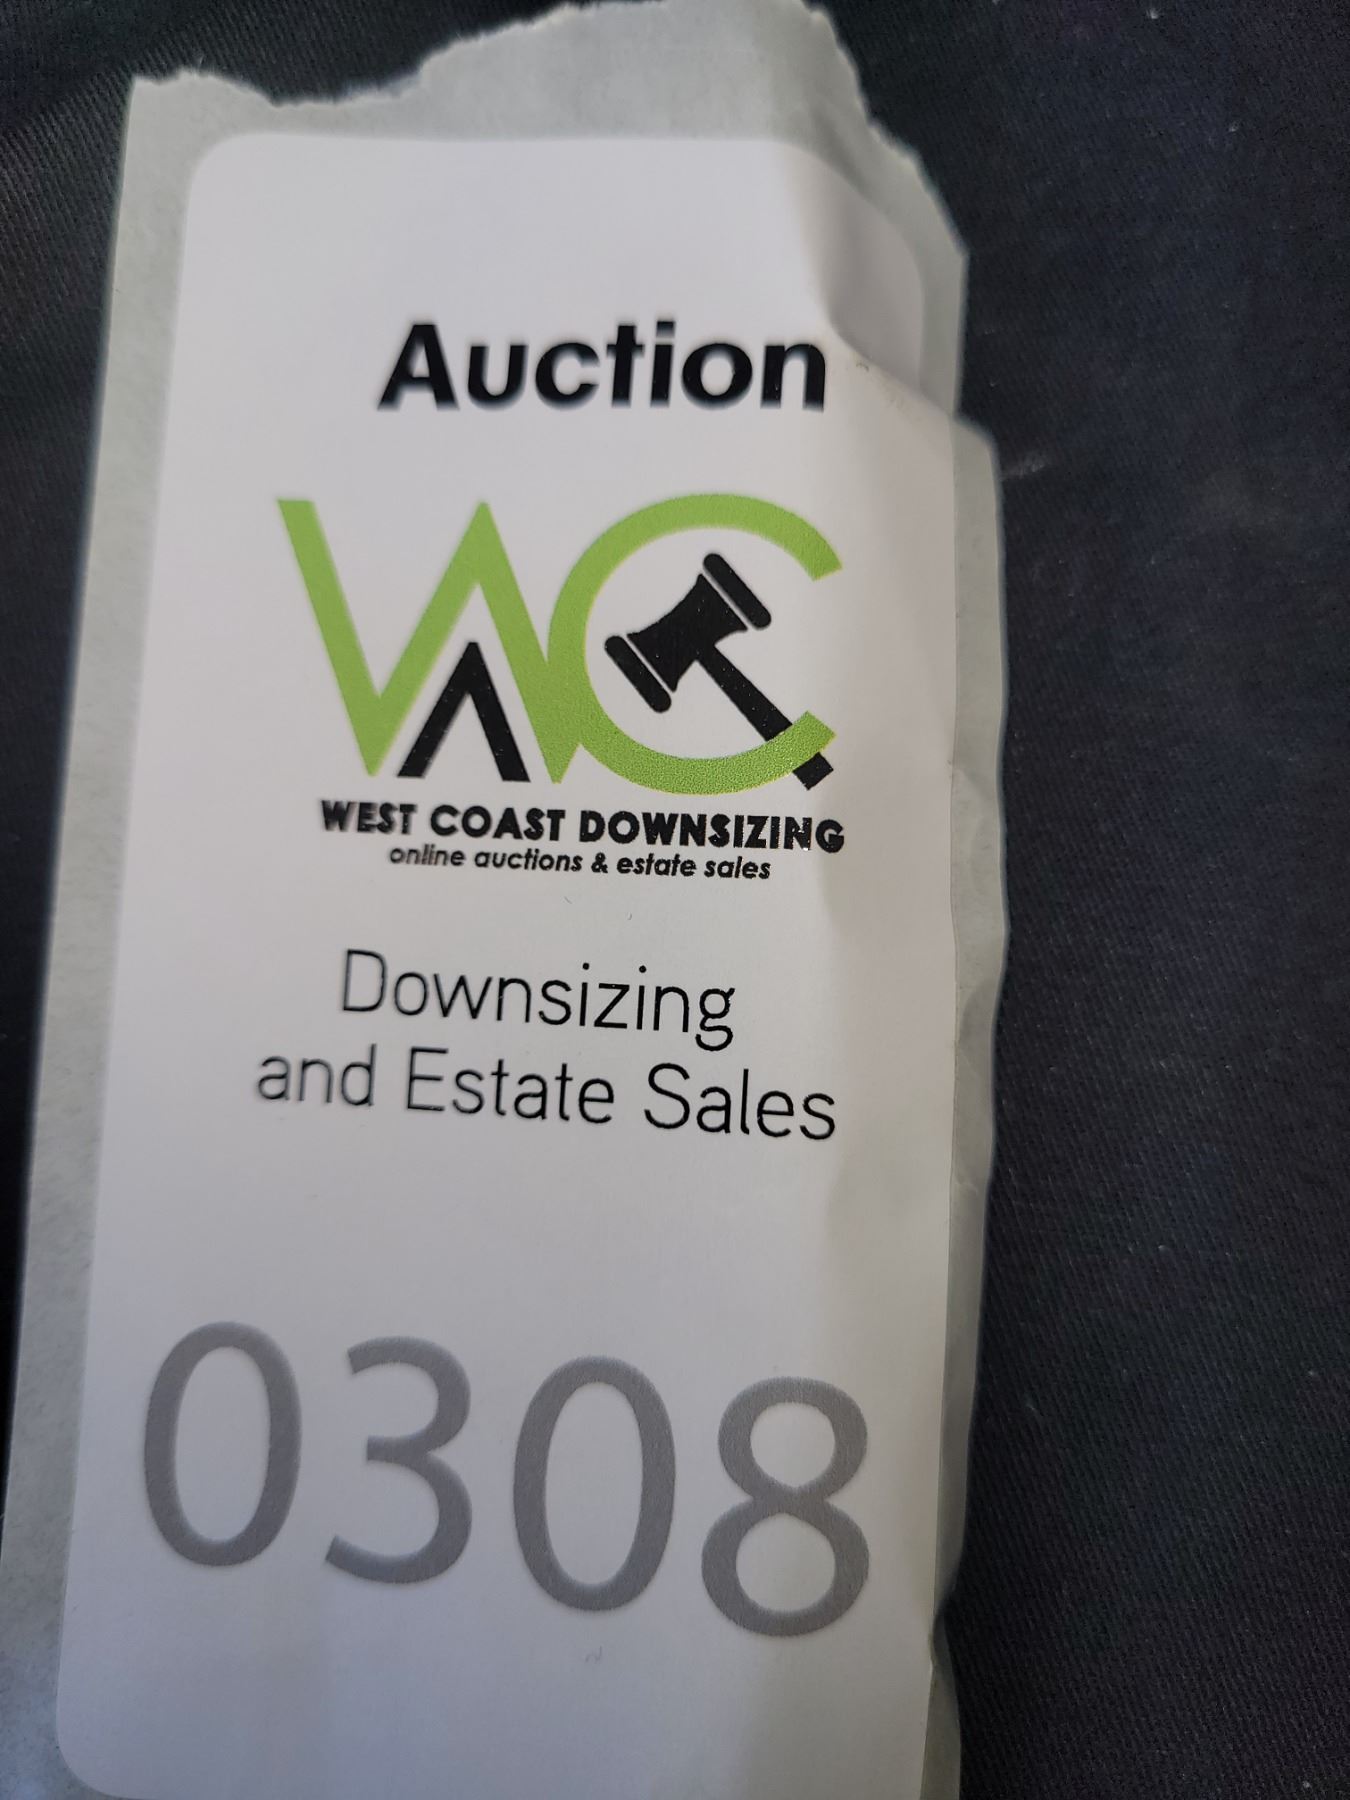 Auction
WC
WEST COAST DOWNSIZING
online auctions & estate sales
Downsizing
and Estate Sales
0308